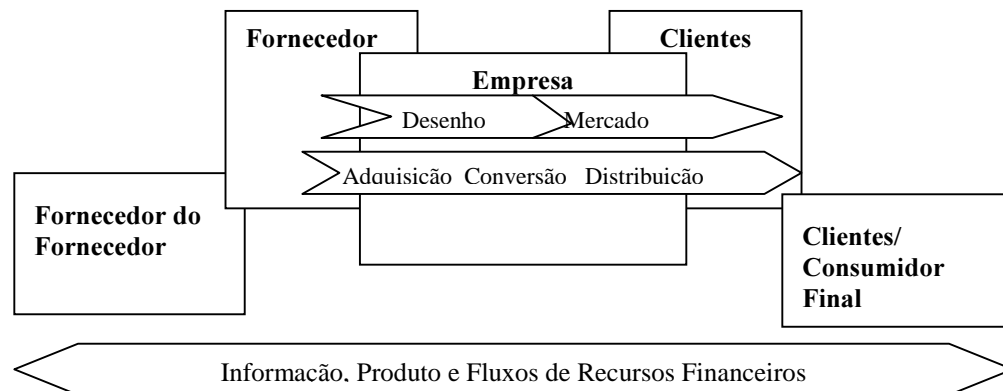 Fornecedor
Clientes
Empresa
Desenho
Mercado
Adquisição Conversão Distribuição
Fornecedor do
Fornecedor
Clientes/
Consumidor
Final
Informação, Produto e Fluxos de Recursos Financeiros